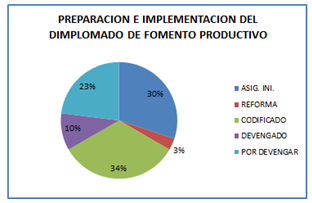 PREPARACION E IMPLEMENTACION DEL
DIMPLOMADO DE FOMENTO PRODUCTIVO
23%
30%
10%
3%
34%
ASIG. INI.
REFORMA
CODIFICADO
DEVENGADO
POR DEVENGAR